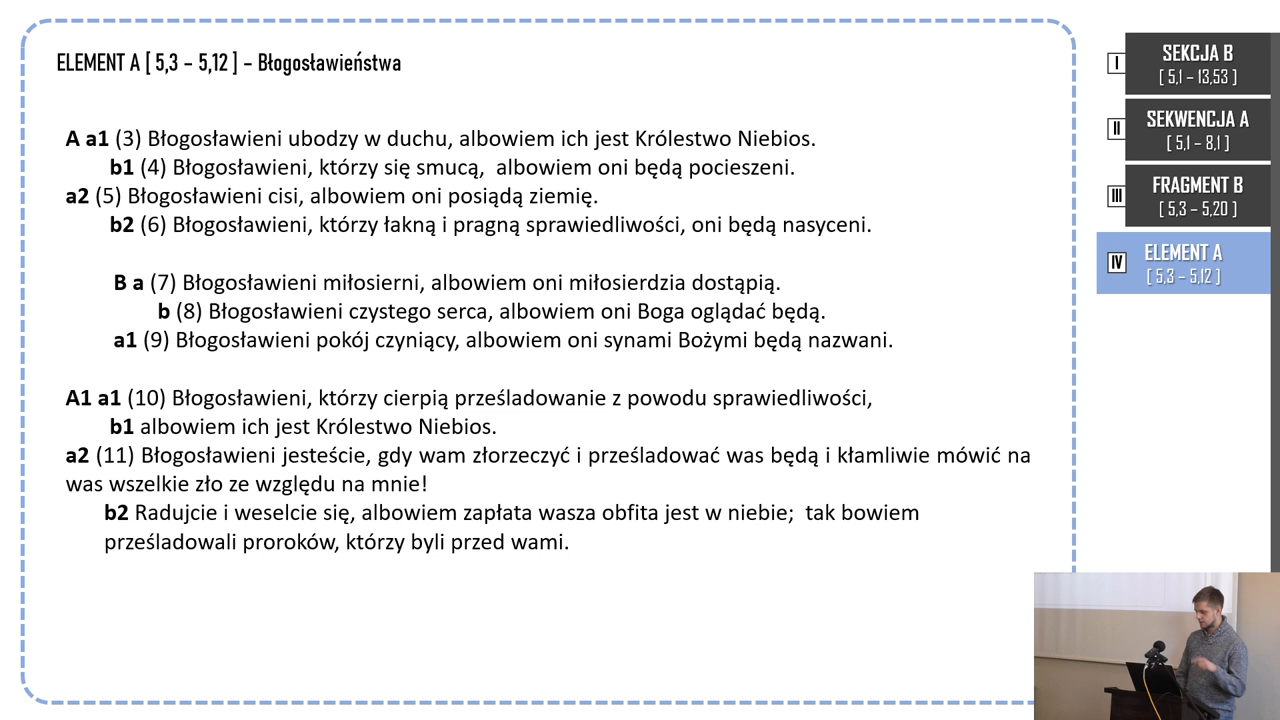 ELEMENT A [ 5,3 – 5,12 ] – Błogosławieństwa
A a1 (3) Błogosławieni ubodzy w duchu, albowiem ich jest Królestwo Niebios.
b1 (4) Błogosławieni, którzy się smucą,  albowiem oni będą pocieszeni.
a2 (5) Błogosławieni cisi, albowiem oni posiądą ziemię.
b2 (6) Błogosławieni, którzy łakną i pragną sprawiedliwości, oni będą nasyceni.
B a (7) Błogosławieni miłosierni, albowiem oni miłosierdzia dostąpią.
b (8) Błogosławieni czystego serca, albowiem oni Boga oglądać będą.
a1 (9) Błogosławieni pokój czyniący, albowiem oni synami Bożymi będą nazwani.
A1 a1 (10) Błogosławieni, którzy cierpią prześladowanie z powodu sprawiedliwości,
b1 albowiem ich jest Królestwo Niebios.
a2 (11) Błogosławieni jesteście, gdy wam złorzeczyć i prześladować was będą i kłamliwie mówić na
was wszelkie zło ze względu na mnie!
b2 Radujcie i weselcie się, albowiem zapłata wasza obfita jest w niebie;  tak bowiem
prześladowali proroków, którzy byli przed wami.
I SEKCJA B
[ 5,1 – 13,53 ]
II SEKWENCJA A
[ 5,1 – 8,1 ]
III FRAGMENT B
[ 5,3 – 5,20 ]
IV ELEMENT A
[ 5,3 – 5,12 ]